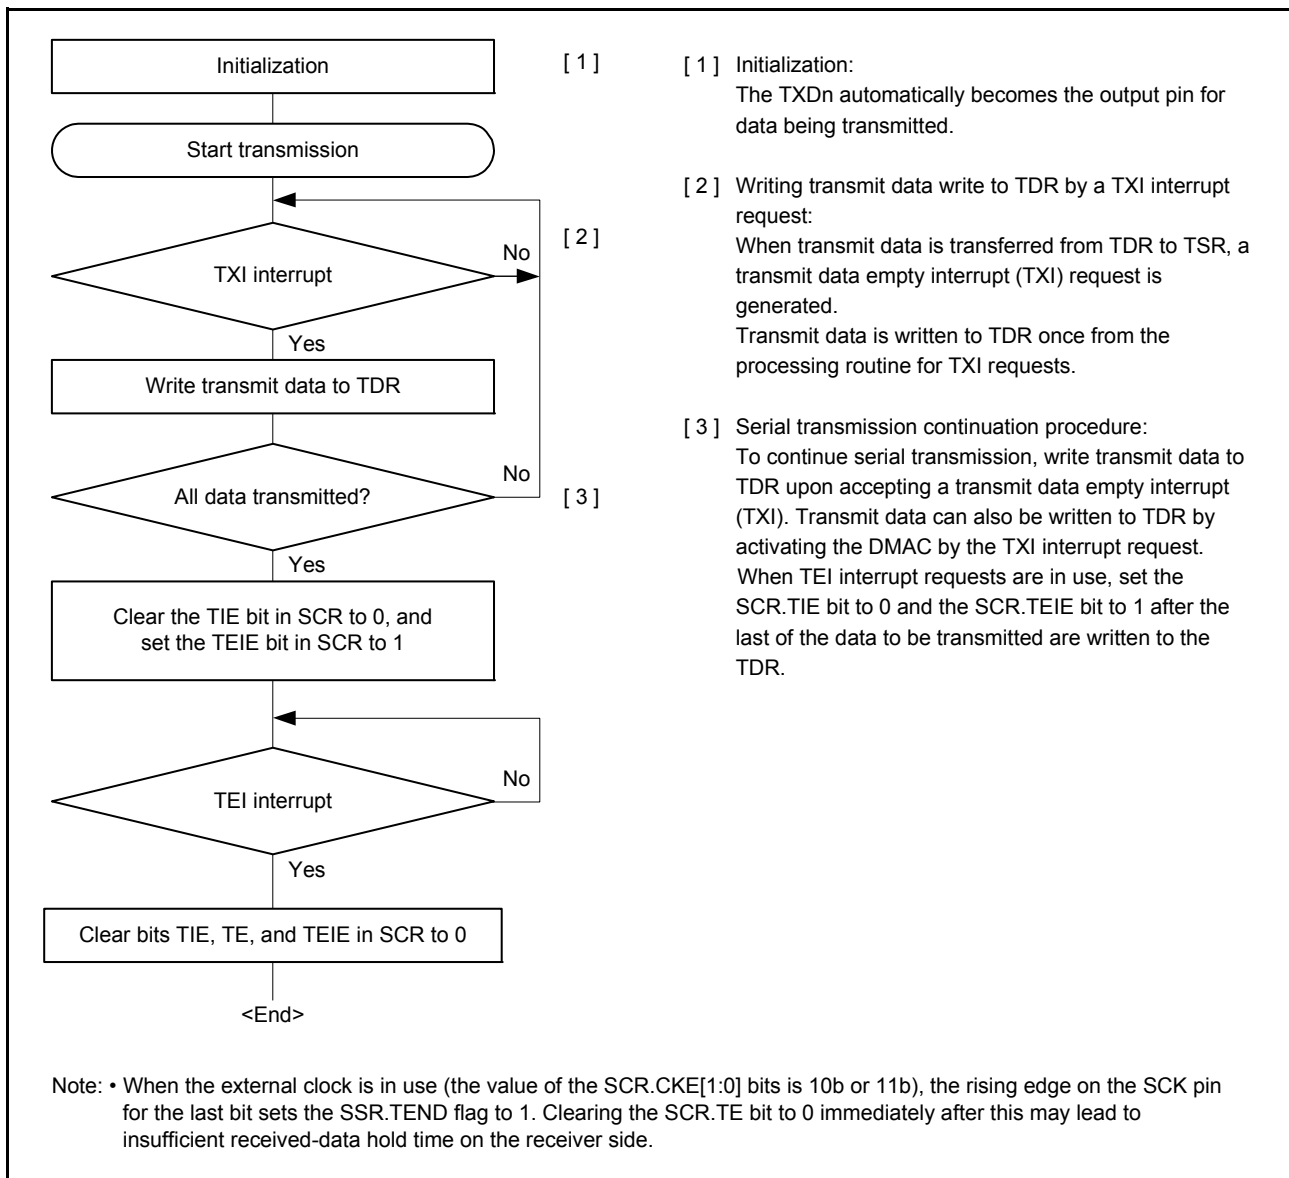 Initialization
[ 1 ]
Start transmission
[ 2 ]
TXI interrupt
No
Yes
Write transmit data to TDR
All data transmitted?
No
[ 3 ]
Yes
Clear the TIE bit in SCR to 0, and
set the TEIE bit in SCR to 1
TEI interrupt
No
Yes
Clear bits TIE, TE, and TEIE in SCR to 0
<End>
[ 1 ] Initialization:
The TXDn automatically becomes the output pin for
data being transmitted.
[ 2 ] Writing transmit data write to TDR by a TXI interrupt
request:
When transmit data is transferred from TDR to TSR, a
transmit data empty interrupt (TXI) request is
generated.
Transmit data is written to TDR once from the
processing routine for TXI requests.
[ 3 ] Serial transmission continuation procedure:
To continue serial transmission, write transmit data to
TDR upon accepting a transmit data empty interrupt
(TXI). Transmit data can also be written to TDR by
activating the DMAC by the TXI interrupt request.
When TEI interrupt requests are in use, set the
SCR.TIE bit to 0 and the SCR.TEIE bit to 1 after the
last of the data to be transmitted are written to the
TDR.
Note: • When the external clock is in use (the value of the SCR.CKE[1:0] bits is 10b or 11b), the rising edge on the SCK pin
for the last bit sets the SSR.TEND flag to 1. Clearing the SCR.TE bit to 0 immediately after this may lead to
insufficient received-data hold time on the receiver side.